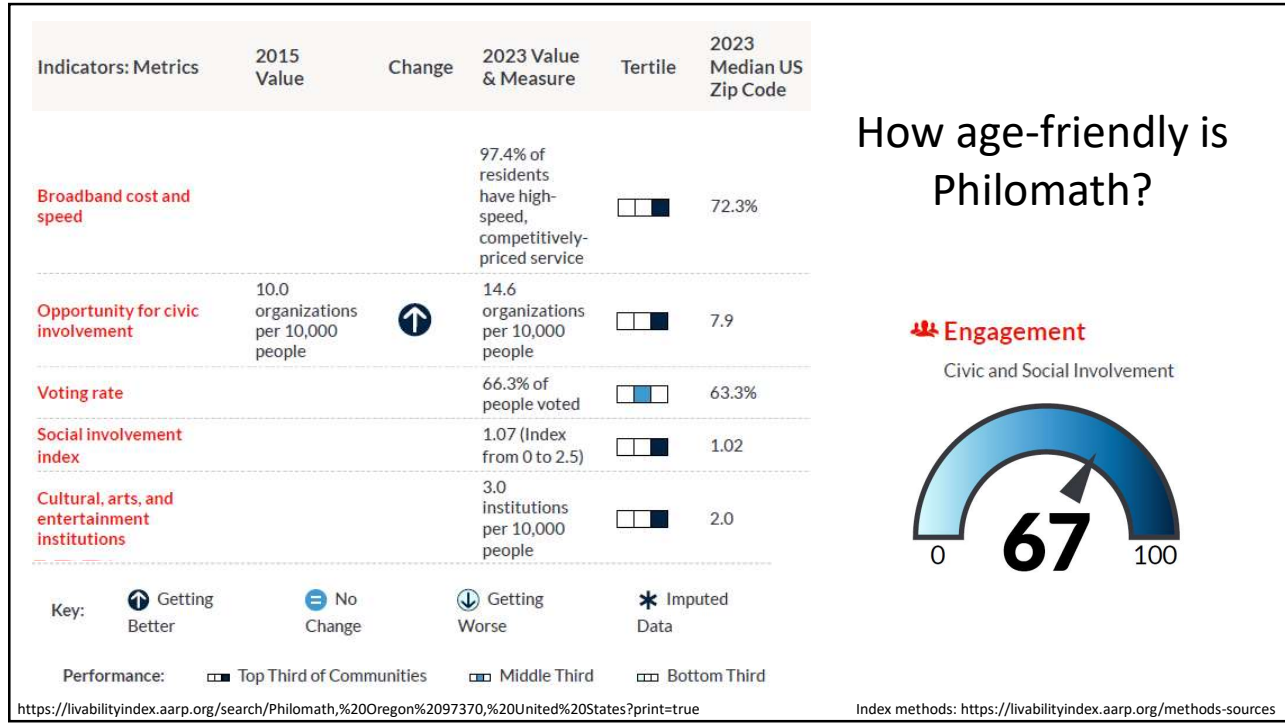 Indicators: Metrics
2015
Value
Change
2023 Value
& Measure
Tertile
2023
Median US
Zip Code
Broadband cost and
speed
97.4% of
residents
have high-
speed,
competitively-
priced service
72.3%
Opportunity for civic
involvement
10.0
organizations
per 10,000
people
14.6
organizations
per 10,000
people
7.9
Voting rate
66.3% of
people voted
63.3%
Social involvement
index
1.07 (Index
from 0 to 2.5)
1.02
Cultural, arts, and
entertainment
institutions
3.0
institutions
per 10,000
people
2.0
Key:
Getting
Better
No
Change
Getting
Worse
Imputed
Data
Performance:
Top Third of Communities
Middle Third
Bottom Third
How age-friendly is
Philomath?
Engagement
Civic and Social Involvement
0
67
100
https://livabilityindex.aarp.org/search/Philomath,%20Oregon%2097370,%20United%20States?print=true
Index methods: https://livabilityindex.aarp.org/methods-sources